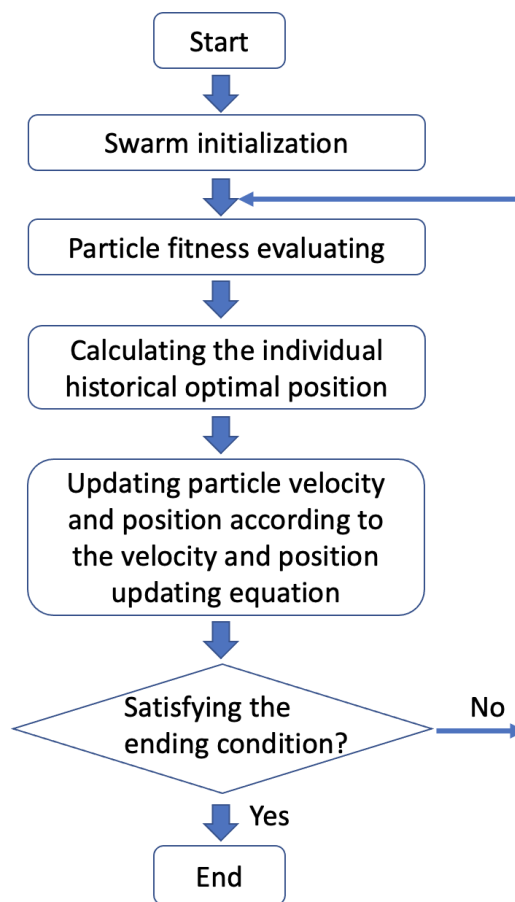 Start
Swarm initialization
Particle fitness evaluating
Calculating the individual
historical optimal position
Updating particle velocity
and position according to
the velocity and position
updating equation
Satisfying the
ending condition?
No
Yes
End